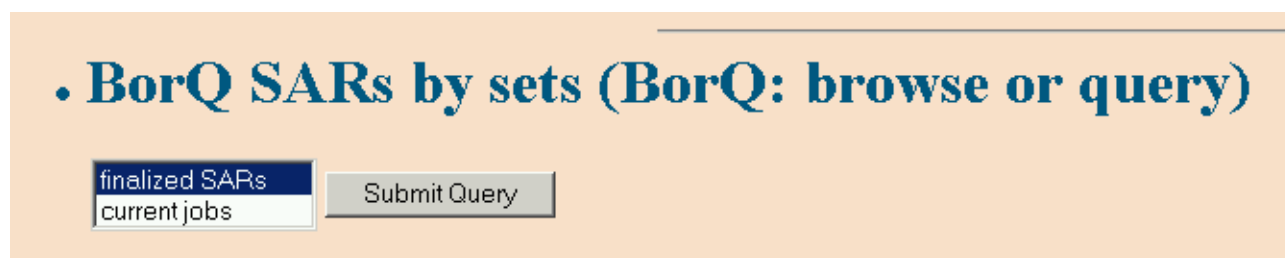 • BorQ SARs by sets (BorQ: browse or query)
finalized SARs
current jobs
Submit Query